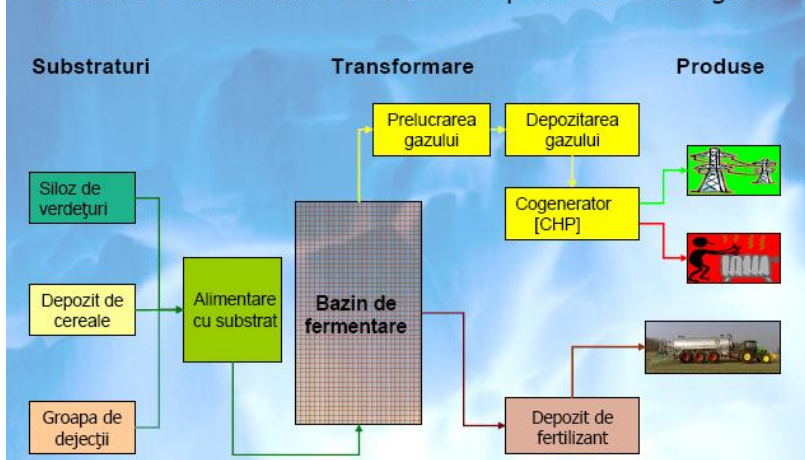 Substraturi
Transformare
Produse
Prelucrarea
gazului
Depozitarea
gazului
Siloz de
verdeţuri
Cogenerator
[CHP]
Depozit de
cereale
Alimentare
cu substrat
Bazin de
fermentare
Groapa de
dejecţii
Depozit de
fertilizant